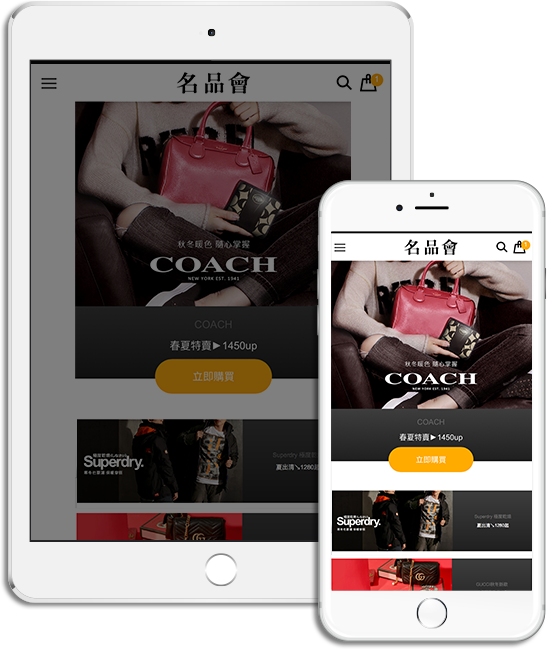 名品會
1
秋冬暖色 隨心掌握
COACH
NEW YORK EST. 1941
COACH
春夏特賣▶1450up
立即購買
Superdry.
Superdry 極度乾燥
夏出清↘1280起
名品會
1
秋冬暖色 隨心掌握
COACH
NEW YORK EST. 1941
COACH
春夏特賣▶1450up
立即購買
Superdry.
Superdry 極度乾燥
夏出清↘1280起